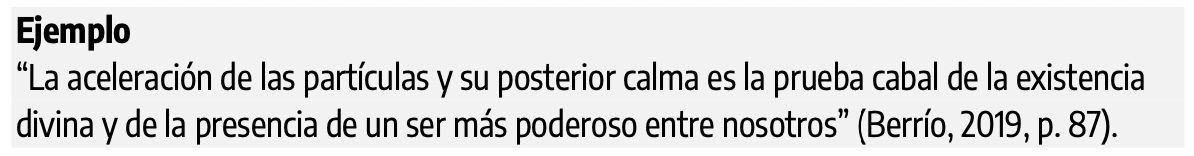 Ejemplo
“La aceleración de las partículas y su posterior calma es la prueba cabal de la existencia
divina y de la presencia de un ser más poderoso entre nosotros” (Berrío, 2019, p. 87).